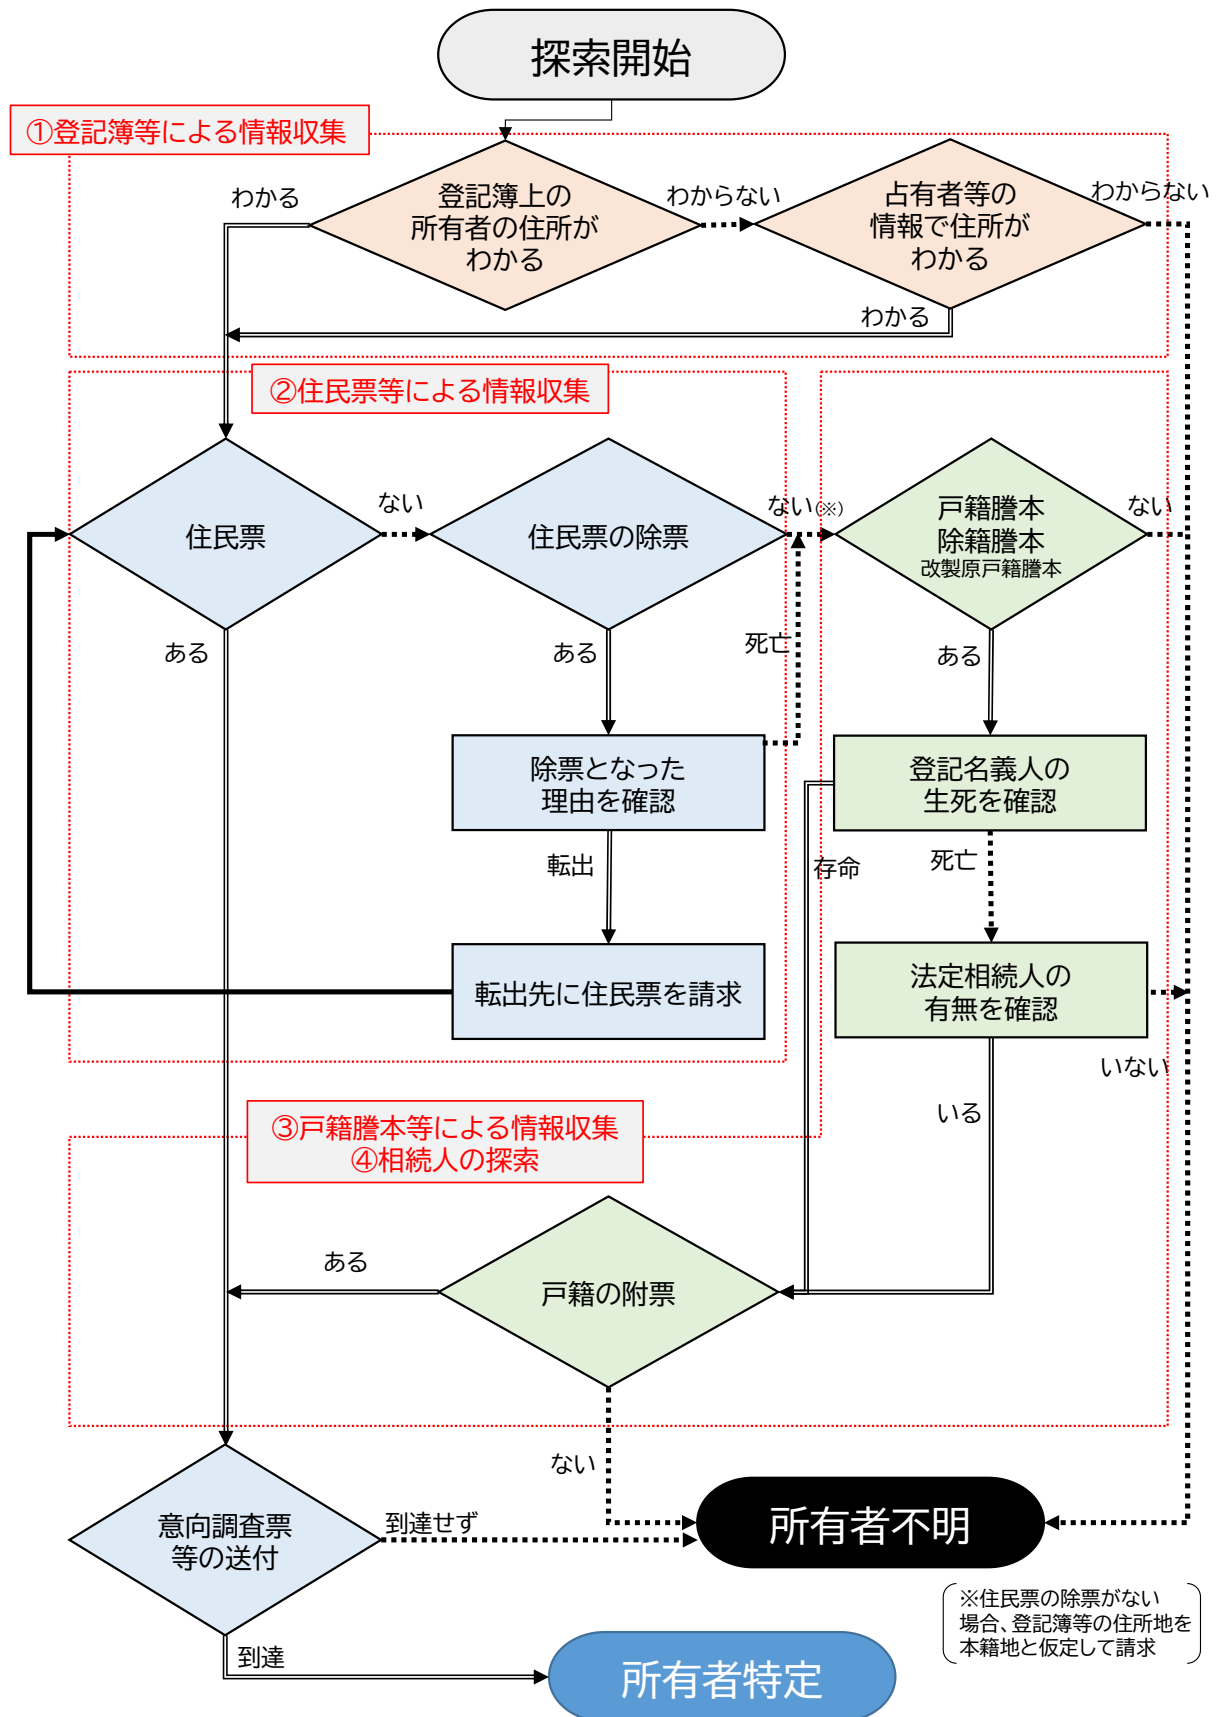 探索開始
①登記簿等による情報収集
わかる
登記簿上の
所有者の住所が
わかる
わからない
占有者等の
情報で住所が
わかる
わからない
わかる
②住民票等による情報収集
住民票
ない
住民票の除票
ない(※)
戸籍謄本
除籍謄本
改製原戸籍謄本
ない
ある
ある
死亡
ある
除票となった
理由を確認
登記名義人の
生死を確認
転出
存命
死亡
転出先に住民票を請求
法定相続人の
有無を確認
いない
いる
③戸籍謄本等による情報収集
④相続人の探索
ある
戸籍の附票
ない
意向調査票
等の送付
到達せず
所有者不明
※住民票の除票がない
場合、登記簿等の住所地を
本籍地と仮定して請求
到達
所有者特定